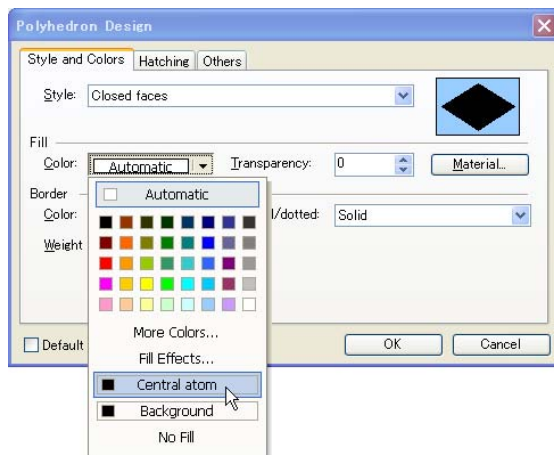 Polyhedron Design
Style and Colors Hatching Others
Style: Closed faces
Fill
Color: Automatic Transparency: 0 Material...
Automatic
Border
Color: l/dotted: Solid
Weight
More Colors...
Fill Effects...
Default OK Cancel
Central atom
Background
No Fill